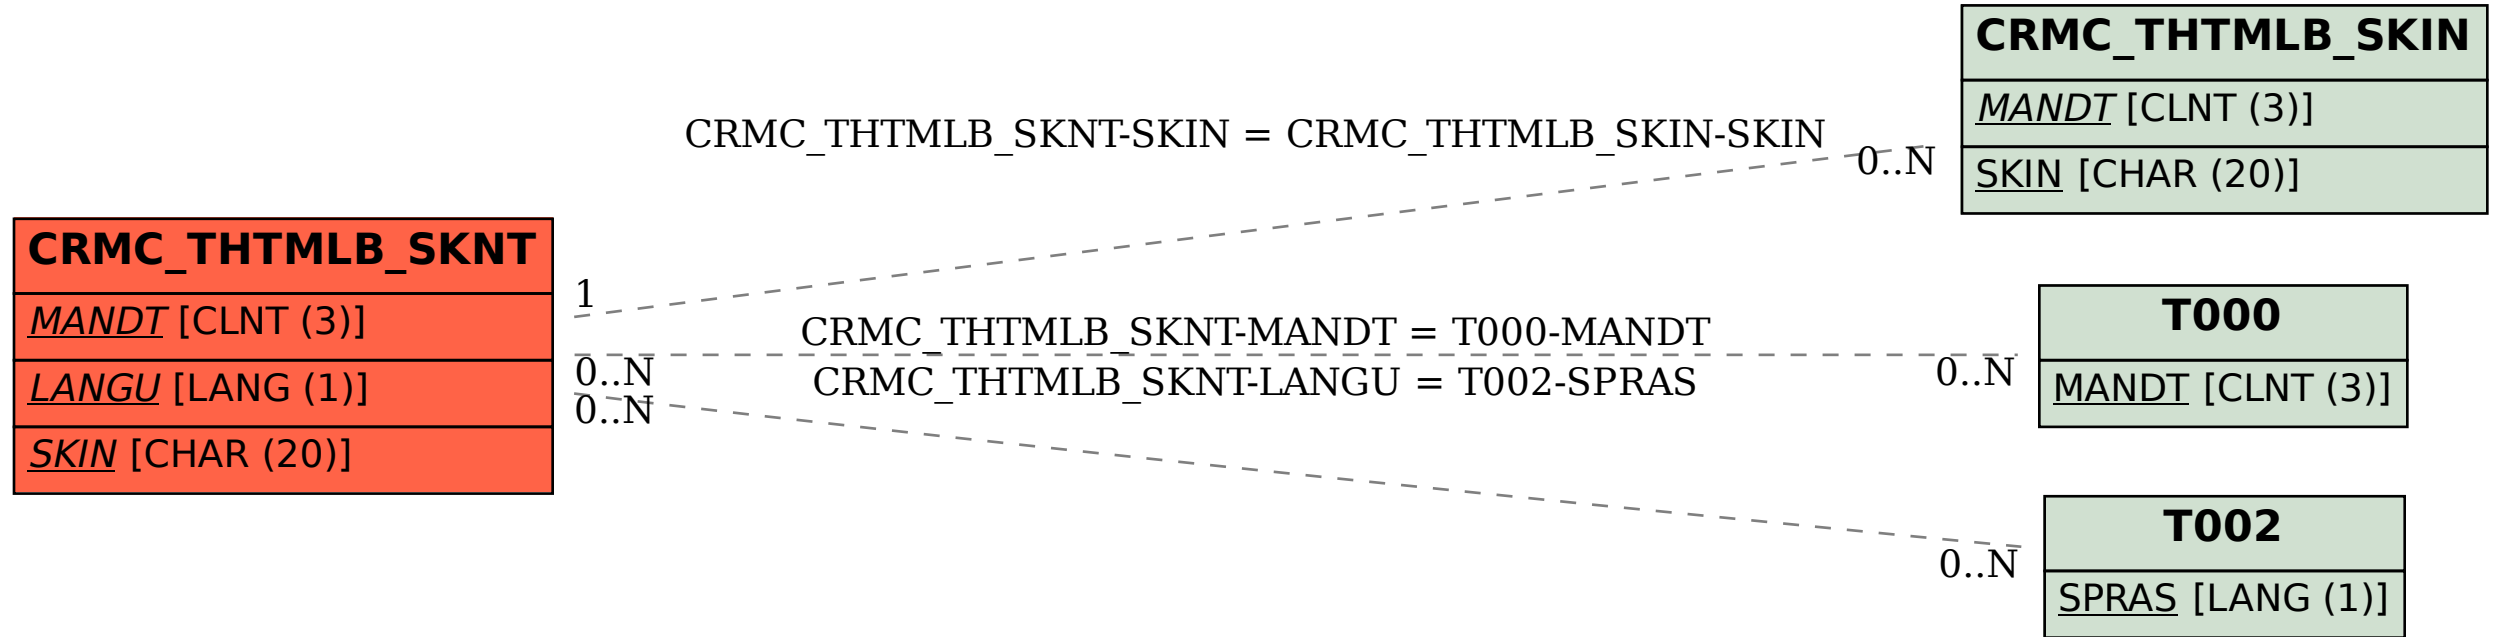 CRMC_THTMLB_SKNT
MANDT [CLNT (3)]
LANGU [LANG (1)]
SKIN [CHAR (20)]
CRMC_THTMLB_SKNT-SKIN = CRMC_THTMLB_SKIN-SKIN
1
0..N
CRMC_THTMLB_SKNT-MANDT = T000-MANDT
0..N
0..N
CRMC_THTMLB_SKNT-LANGU = T002-SPRAS
0..N
0..N
CRMC_THTMLB_SKIN
MANDT [CLNT (3)]
SKIN [CHAR (20)]
T000
MANDT [CLNT (3)]
T002
SPRAS [LANG (1)]